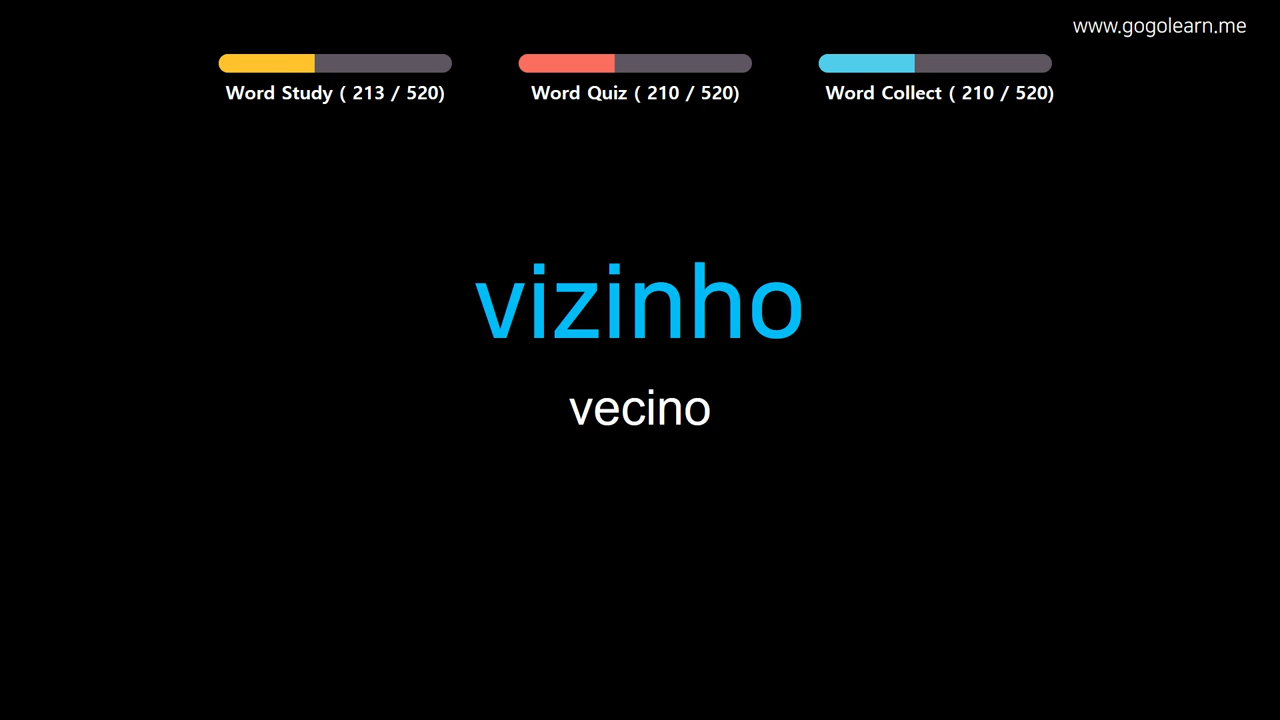 www.gogolearn.me
Word Study ( 213 / 520)
Word Quiz ( 210 / 520)
Word Collect ( 210 / 520)
vizinho
vecino